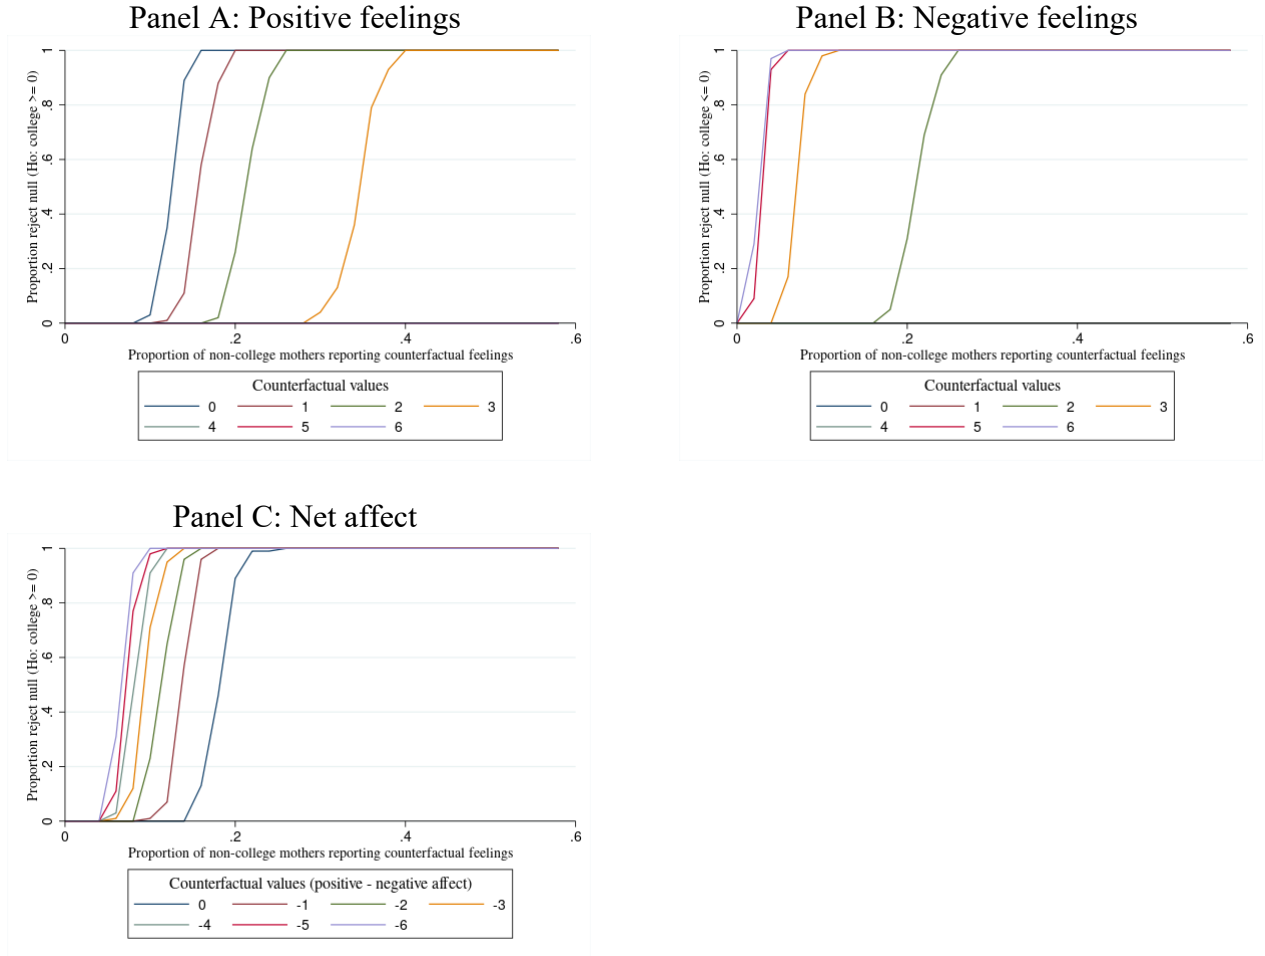 Panel A: Positive feelings
Proportion reject null (Ho: college >= 0)
0 .2 .4 .6 .8 1
0 .2 .4 .6
Proportion of non-college mothers reporting counterfactual feelings
Counterfactual values
0 1 2 3
4 5 6
Panel B: Negative feelings
Proportion reject null (Ho: college <= 0)
0 .2 .4 .6 .8 1
0 .2 .4 .6
Proportion of non-college mothers reporting counterfactual feelings
Counterfactual values
0 1 2 3
4 5 6
Panel C: Net affect
Proportion reject null (Ho: college >= 0)
0 .2 .4 .6 .8 1
0 .2 .4 .6
Proportion of non-college mothers reporting counterfactual feelings
Counterfactual values (positive - negative affect)
0 -1 -2 -3
-4 -5 -6